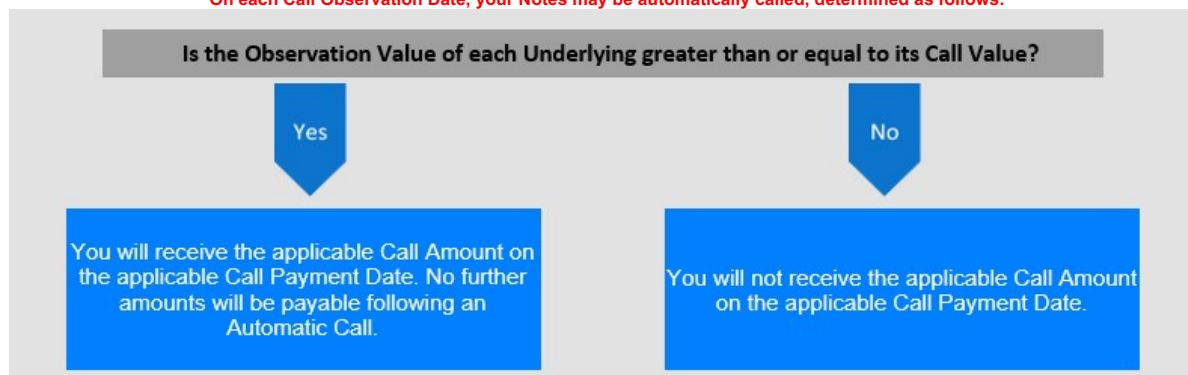 On each Call Observation Date, your Notes may be automatically called, determined as follows:
Is the Observation Value of each Underlying greater than or equal to its Call Value?
Yes
No
You will receive the applicable Call Amount on
the applicable Call Payment Date. No further
amounts will be payable following an
Automatic Call.
You will not receive the applicable Call Amount
on the applicable Call Payment Date.